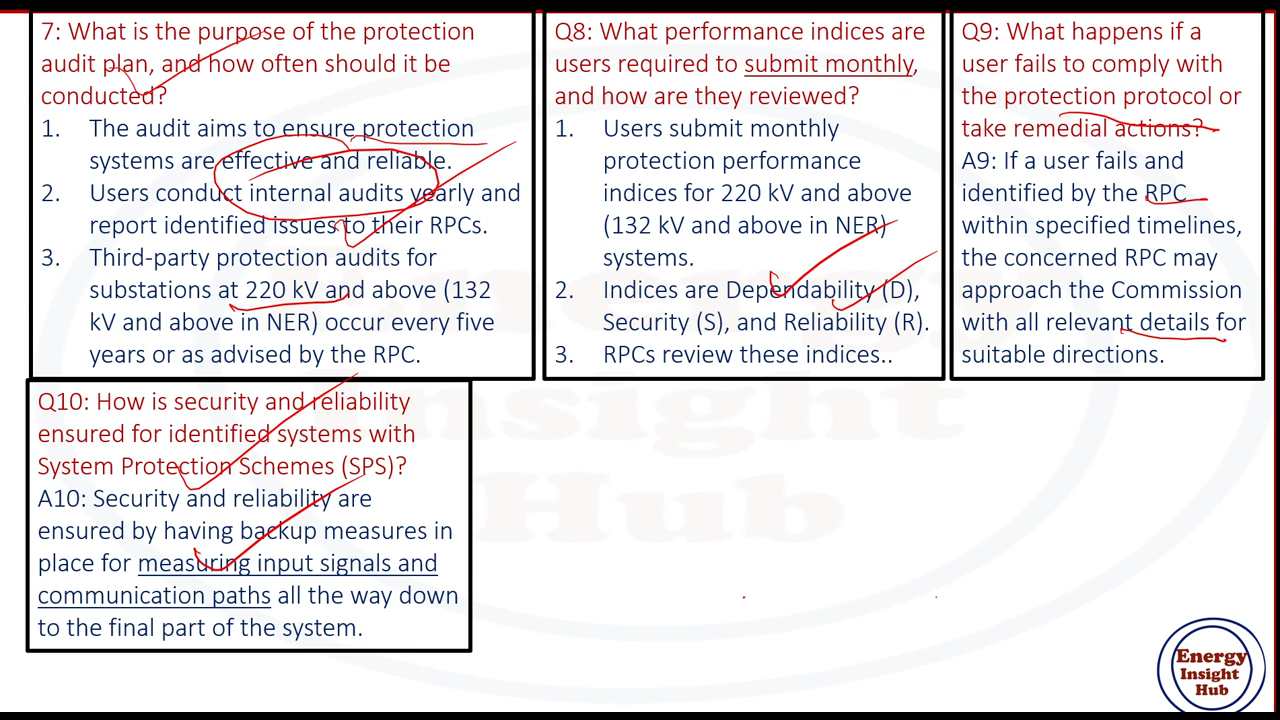 7: What is the purpose of the protection
audit plan, and how often should it be
conducted?
1. The audit aims to ensure protection
systems are effective and reliable.
2. Users conduct internal audits yearly and
report identified issues to their RPCs.
3. Third-party protection audits for
substations at 220 kV and above (132
kV and above in NER) occur every five
years or as advised by the RPC.
Q8: What performance indices are
users required to submit monthly,
and how are they reviewed?
1. Users submit monthly
protection performance
indices for 220 kV and above
(132 kV and above in NER)
systems.
2. Indices are Dependability (D),
Security (S), and Reliability (R).
3. RPCs review these indices..
Q9: What happens if a
user fails to comply with
the protection protocol or
take remedial actions?
A9: If a user fails and
identified by the RPC
within specified timelines,
the concerned RPC may
approach the Commission
with all relevant details for
suitable directions.
Q10: How is security and reliability
ensured for identified systems with
System Protection Schemes (SPS)?
A10: Security and reliability are
ensured by having backup measures in
place for measuring input signals and
communication paths all the way down
to the final part of the system.
Energy
Insight
Hub
Energy
Insight
Hub